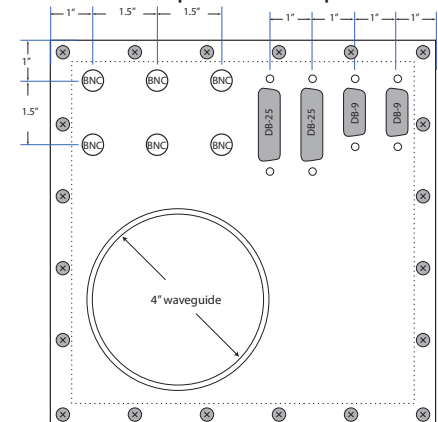 1” 1.5” 1.5” 1” 1” 1” 1”
1”
BNC BNC BNC
1.5”
DB-25 DB-25 DB-9 DB-9
BNC BNC BNC
4” waveguide